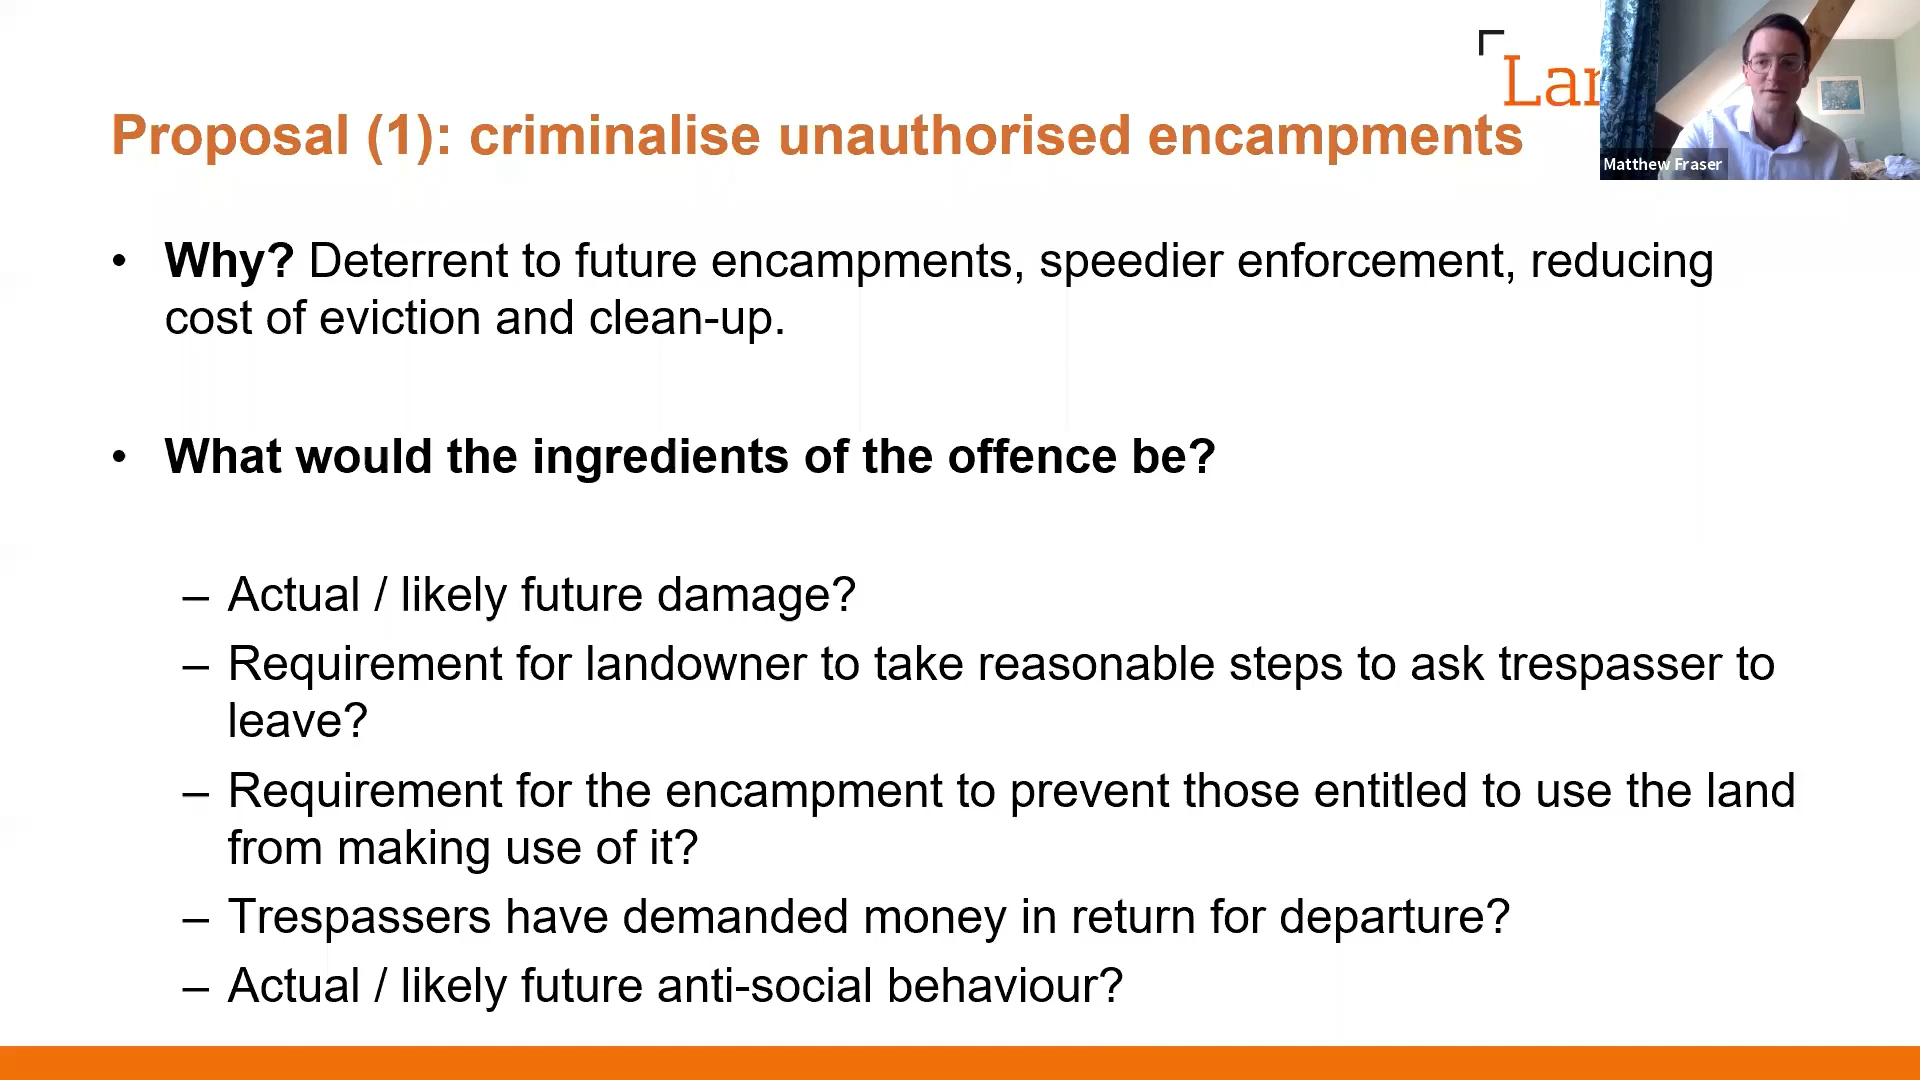 Lan
Proposal (1): criminalise unauthorised encampments
Matthew Fraser
• Why? Deterrent to future encampments, speedier enforcement, reducing
cost of eviction and clean-up.
• What would the ingredients of the offence be?
– Actual / likely future damage?
– Requirement for landowner to take reasonable steps to ask trespasser to
leave?
– Requirement for the encampment to prevent those entitled to use the land
from making use of it?
– Trespassers have demanded money in return for departure?
– Actual / likely future anti-social behaviour?